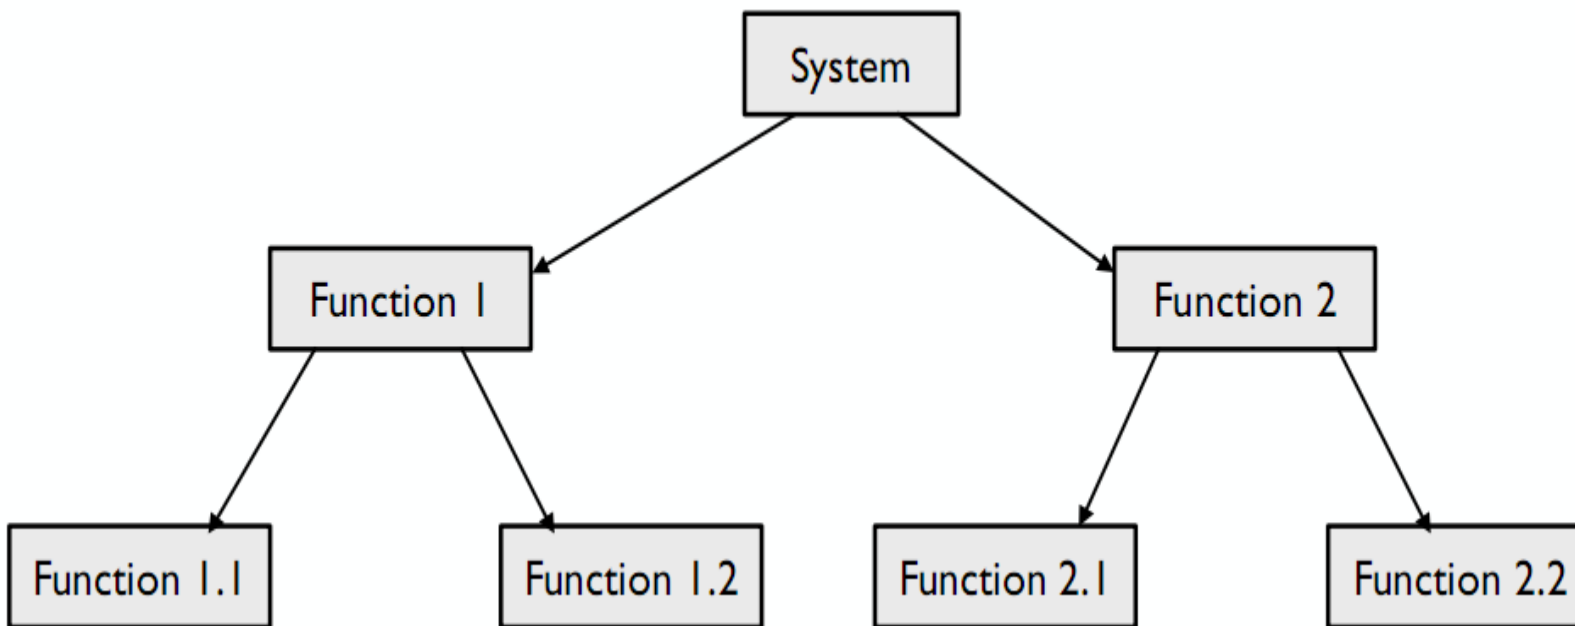 System
Function 1
Function 2
Function 1.1
Function 1.2
Function 2.1
Function 2.2